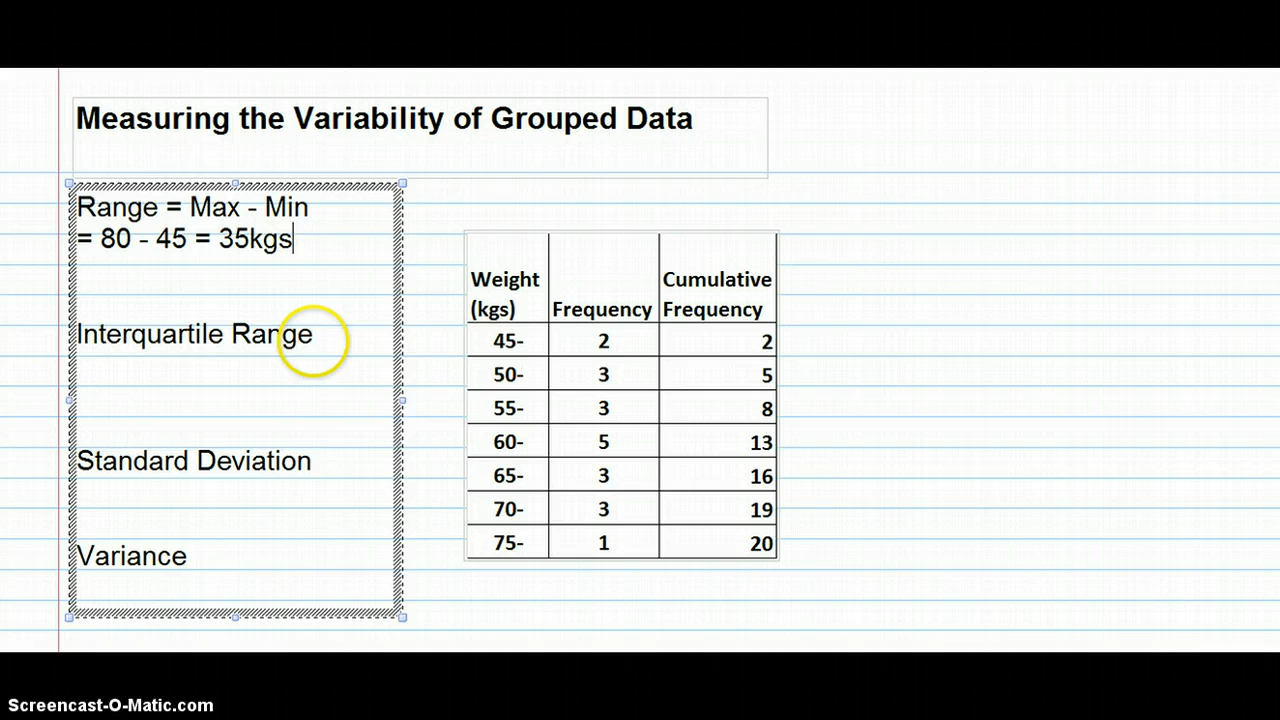 Measuring the Variability of Grouped Data
Range = Max - Min
= 80 - 45 = 35kgs
Interquartile Range
Standard Deviation
Variance
Weight (kgs) Frequency Cumulative Frequency
45- 2 2
50- 3 5
55- 3 8
60- 5 13
65- 3 16
70- 3 19
75- 1 20
Screencast-O-Matic.com